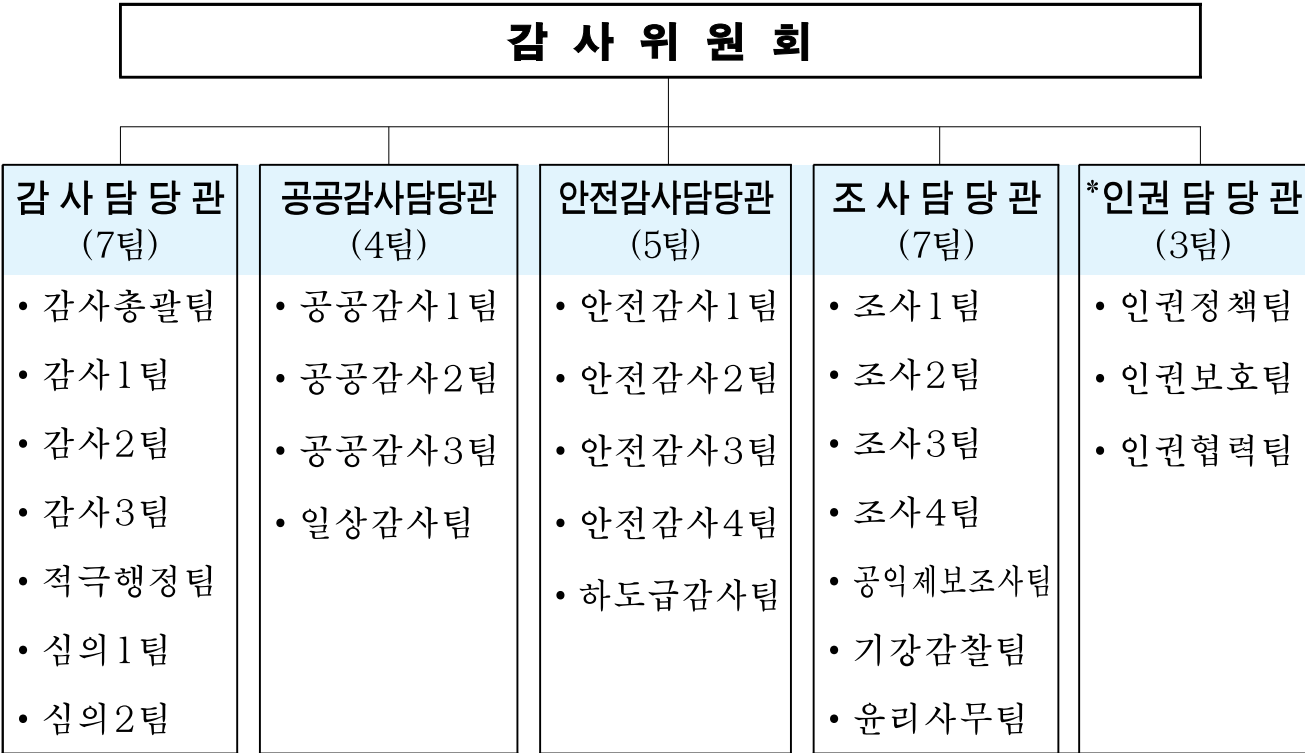 감 사 위 원 회
감 사 담 당 관
(7팀)
• 감사총괄팀
• 감사1팀
• 감사2팀
• 감사3팀
• 적극행정팀
• 심의1팀
• 심의2팀
공공감사담당관
(4팀)
• 공공감사1팀
• 공공감사2팀
• 공공감사3팀
• 일상감사팀
안전감사담당관
(5팀)
• 안전감사1팀
• 안전감사2팀
• 안전감사3팀
• 안전감사4팀
• 하도급감사팀
조 사 담 당 관
(7팀)
• 조사1팀
• 조사2팀
• 조사3팀
• 조사4팀
• 공익제보조사팀
• 기강감찰팀
• 윤리사무팀
*인권 담 당 관
(3팀)
• 인권정책팀
• 인권보호팀
• 인권협력팀